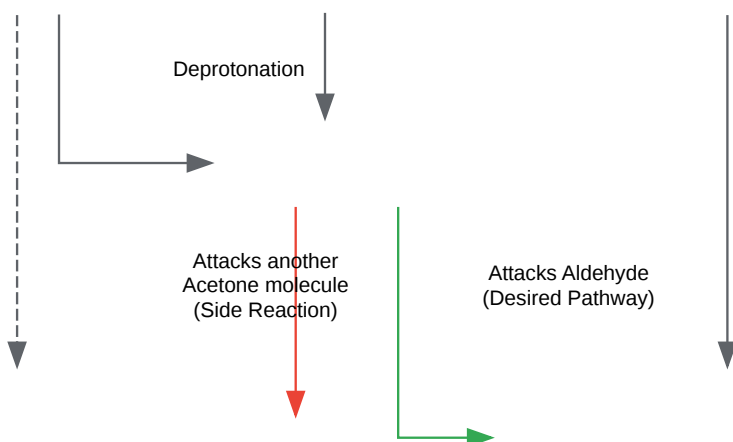 Deprotonation
Attacks another
Acetone molecule
(Side Reaction)
Attacks Aldehyde
(Desired Pathway)